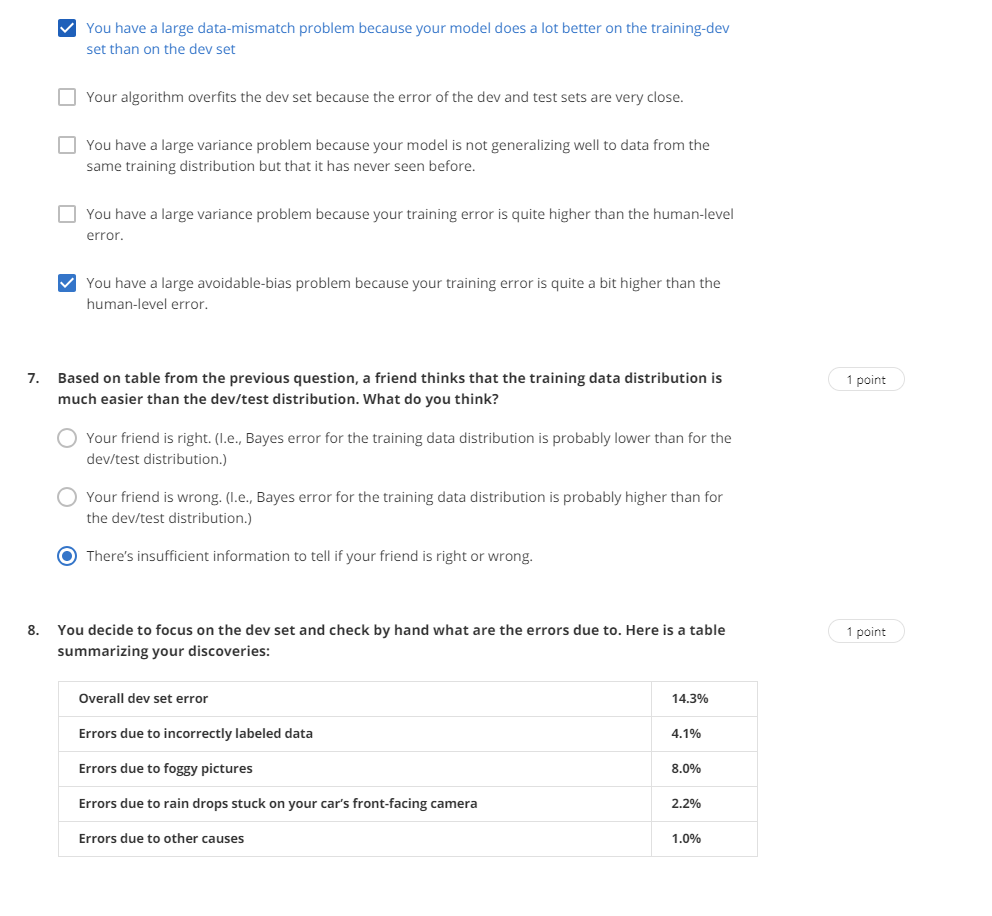 You have a large data-mismatch problem because your model does a lot better on the training-dev
set than on the dev set
Your algorithm overfits the dev set because the error of the dev and test sets are very close.
You have a large variance problem because your model is not generalizing well to data from the
same training distribution but that it has never seen before.
You have a large variance problem because your training error is quite higher than the human-level
error.
You have a large avoidable-bias problem because your training error is quite a bit higher than the
human-level error.
7. Based on table from the previous question, a friend thinks that the training data distribution is
much easier than the dev/test distribution. What do you think?
1 point
Your friend is right. (I.e., Bayes error for the training data distribution is probably lower than for the
dev/test distribution.)
Your friend is wrong. (I.e., Bayes error for the training data distribution is probably higher than for
the dev/test distribution.)
There’s insufficient information to tell if your friend is right or wrong.
8. You decide to focus on the dev set and check by hand what are the errors due to. Here is a table
summarizing your discoveries:
1 point
Overall dev set error 14.3%
Errors due to incorrectly labeled data 4.1%
Errors due to foggy pictures 8.0%
Errors due to rain drops stuck on your car’s front-facing camera 2.2%
Errors due to other causes 1.0%